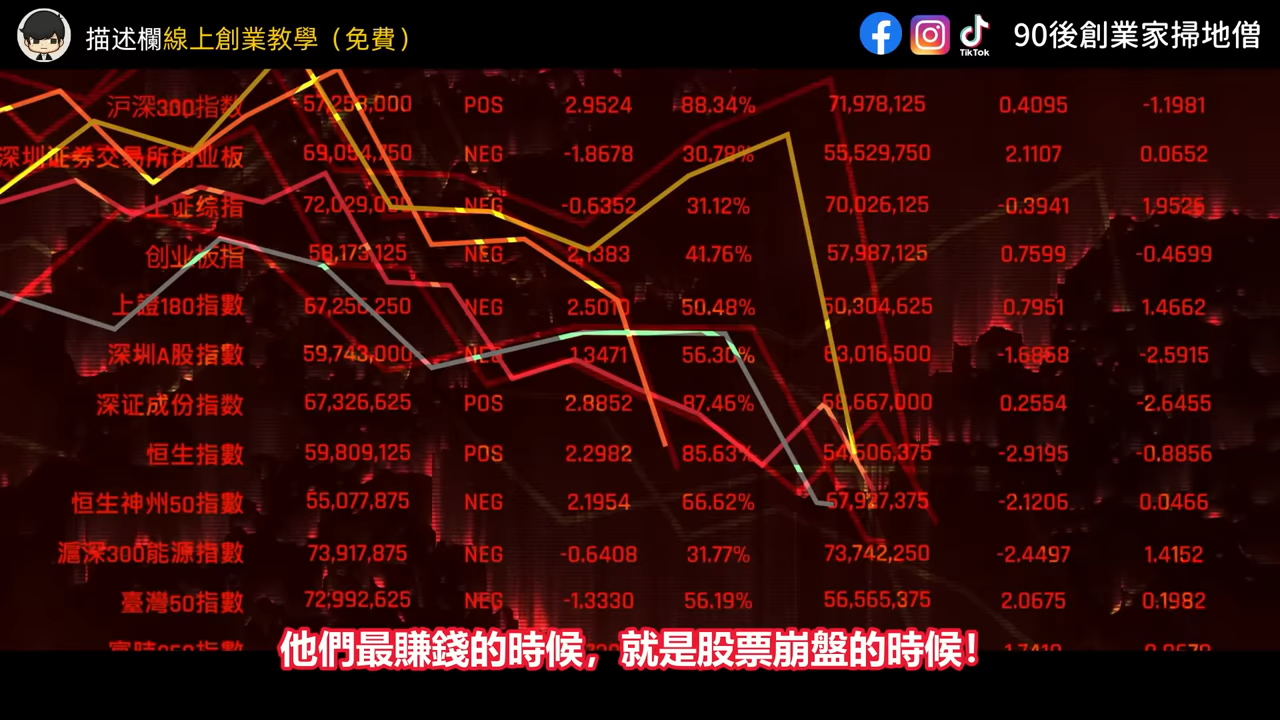 描述欄線上創業教學（免費）
TikTok
90後創業家掃地僧
沪深300指数 57,253,000 POS 2.9524 -88.34% 71,978,125 0.4095 -1.1981
深圳证券交易所创业板 69,054,750 NEG -1.8678 30.78% 55,529,750 2.1107 0.0652
上证综指 NEG -0.6352 31.12% 70,026,125 -0.3941 1.9525
创业板指 58,173,125 NEG 2.1383 41.76% 57,987,125 0.7599 -0.4699
上證180指數 67,256,250 NEG 50.48% 50,304,625 0.7951 1.4662
深圳A股指數 59,743,000 NEG 1.3471 56.30% 63,016,500 -1.6868 -2.5915
深证成份指数 67,326,625 POS 2.8852 87.46% 0.2554 -2.6455
恒生指數 59,809,125 POS 2.2982 85.63% 54,606,375 -2.9195 -0.8856
恒生神州50指數 55,077,875 NEG 2.1954 66.62% 57,927,375 -2.1206 0.0466
滬深300能源指數 73,917,875 NEG -0.6408 31.77% 73,742,250 -2.4497 1.4152
臺灣50指數 72,992,625 NEG -1.3330 56.19% 56,565,375 2.0675 0.1982
他們最賺錢的時候，就是股票崩盤的時候！